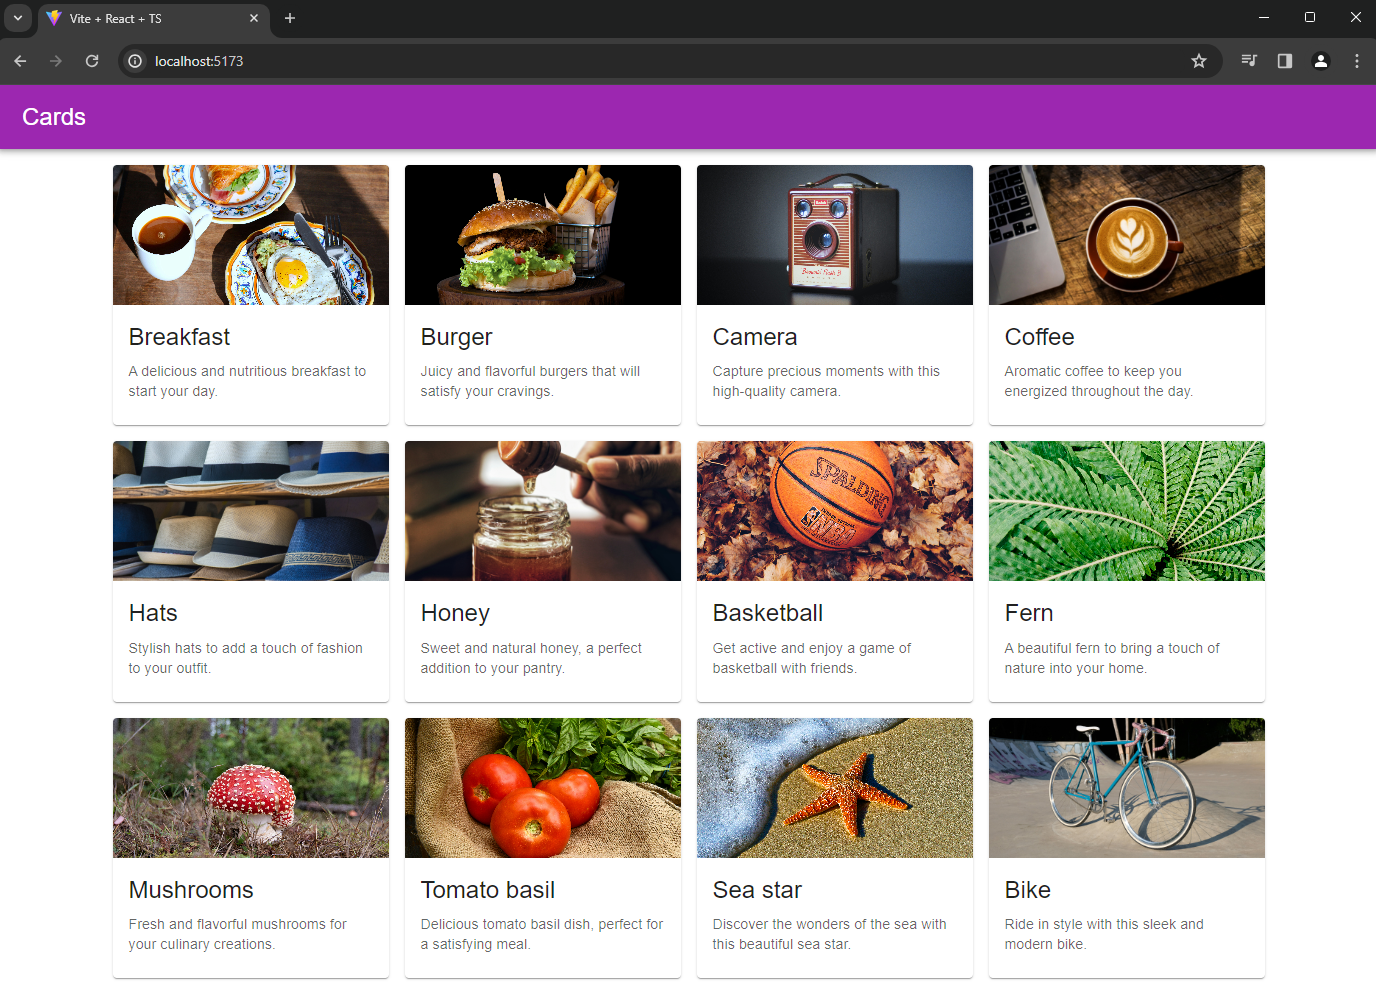 Vite + React + TS
localhost:5173
Cards
Breakfast
A delicious and nutritious breakfast to
start your day.
Burger
Juicy and flavorful burgers that will
satisfy your cravings.
Camera
Capture precious moments with this
high-quality camera.
Coffee
Aromatic coffee to keep you
energized throughout the day.
SPALDING
NBA
Hats
Stylish hats to add a touch of fashion
to your outfit.
Honey
Sweet and natural honey, a perfect
addition to your pantry.
Basketball
Get active and enjoy a game of
basketball with friends.
Fern
A beautiful fern to bring a touch of
nature into your home.
Mushrooms
Fresh and flavorful mushrooms for
your culinary creations.
Tomato basil
Delicious tomato basil dish, perfect for
a satisfying meal.
Sea star
Discover the wonders of the sea with
this beautiful sea star.
Bike
Ride in style with this sleek and
modern bike.